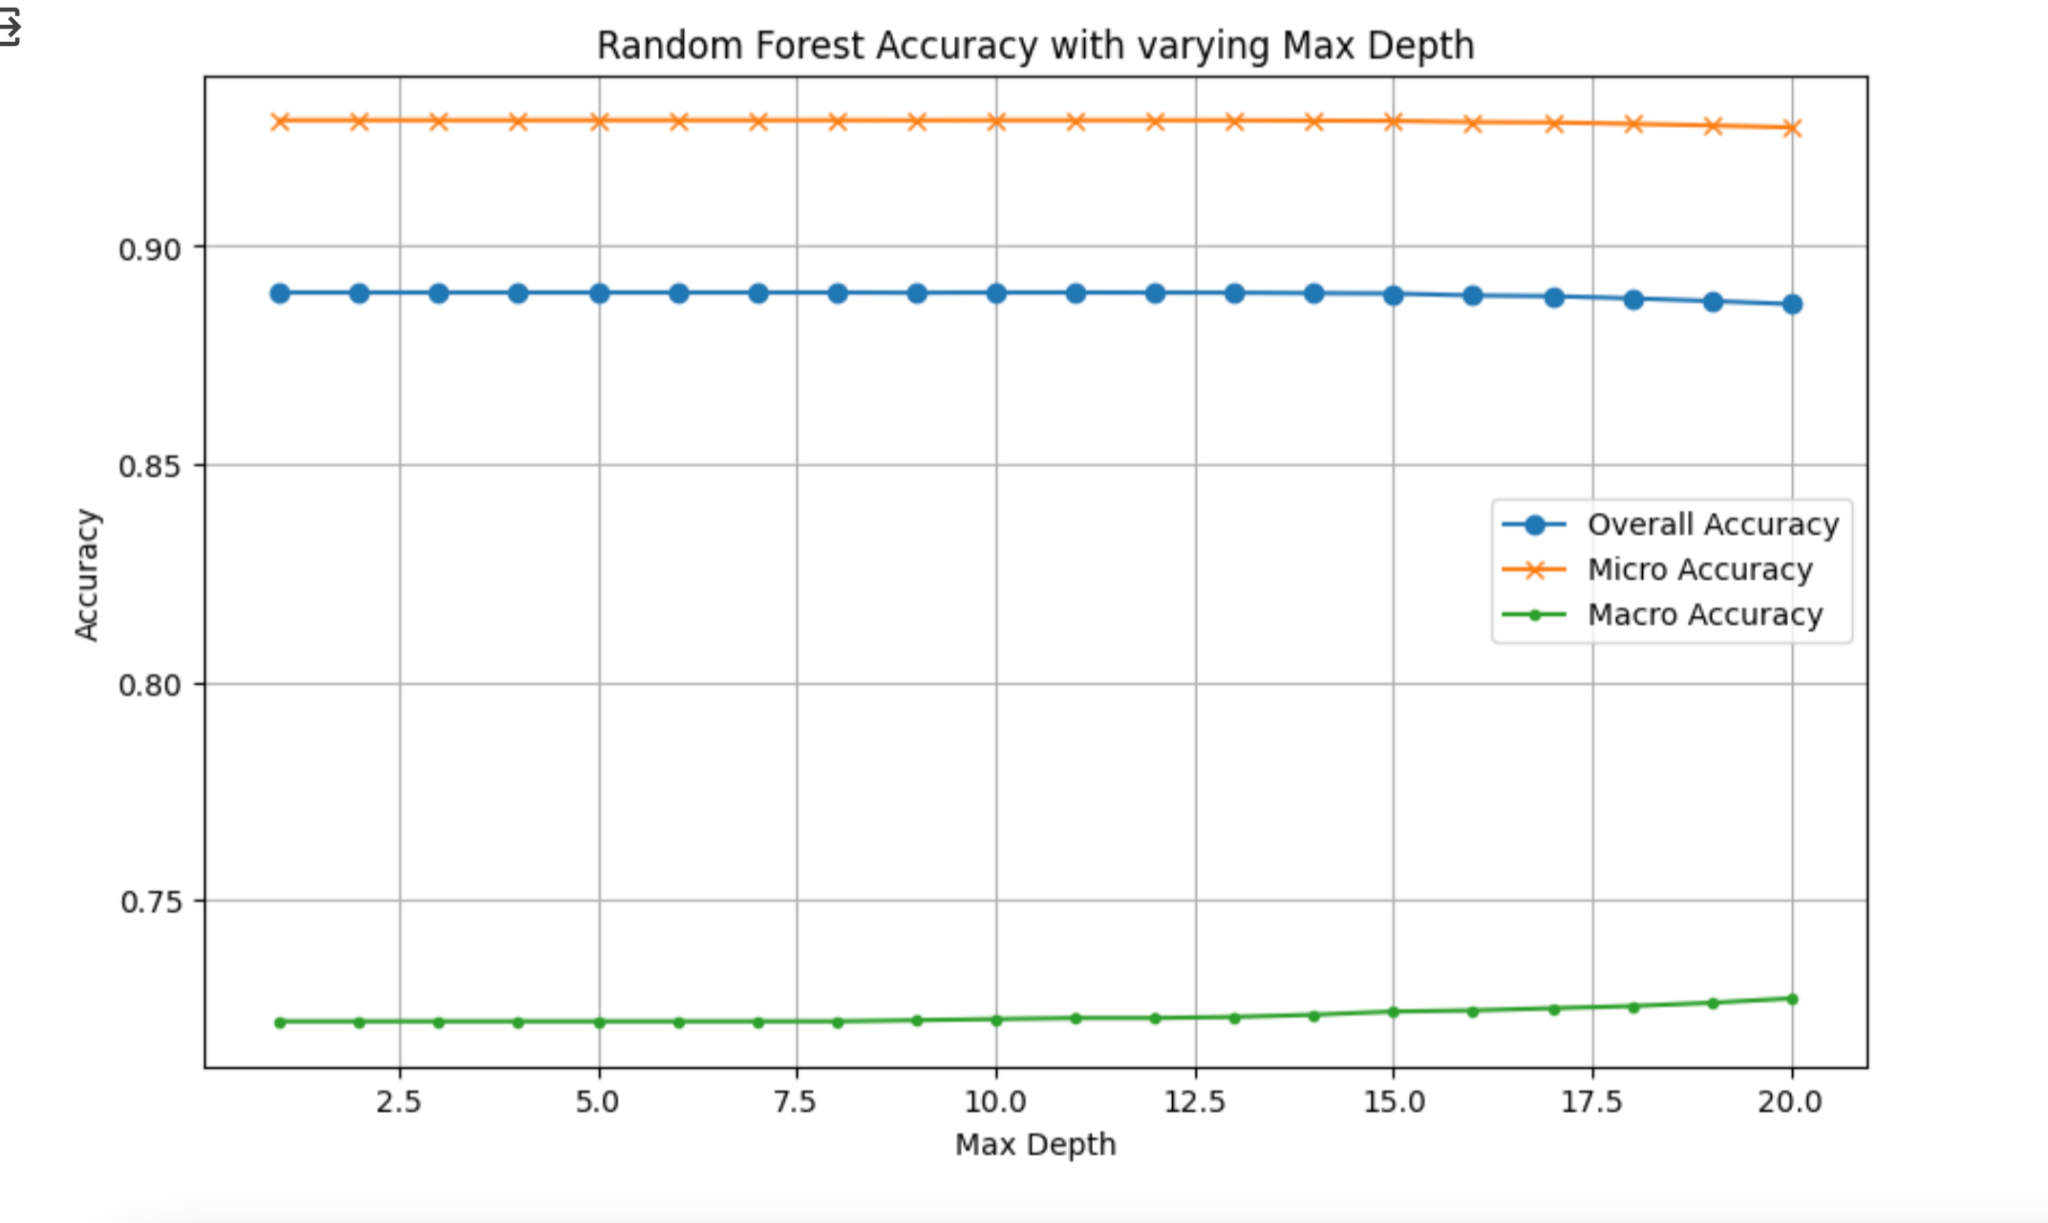 Random Forest Accuracy with varying Max Depth
0.90
0.85
0.80
0.75
Accuracy
Overall Accuracy
Micro Accuracy
Macro Accuracy
2.5 5.0 7.5 10.0 12.5 15.0 17.5 20.0
Max Depth